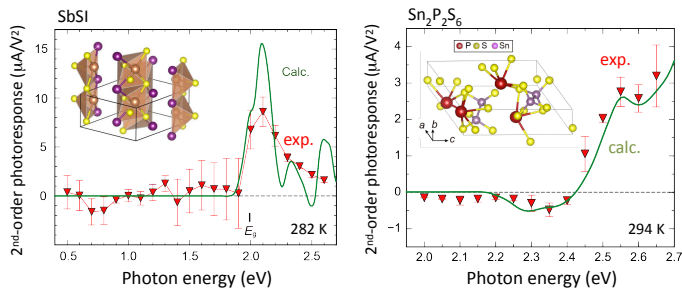 SbSI
2nd-order photoresponse (µA/V²)
15
10
5
0
-5
Calc.
exp.
Eg
282 K
0.5 1.0 1.5 2.0 2.5
Photon energy (eV)
Sn₂P₂S₆
2nd-order photoresponse (µA/V²)
4
3
2
1
0
−1
P S Sn
a b c
exp.
calc.
294 K
2.0 2.1 2.2 2.3 2.4 2.5 2.6 2.7
Photon energy (eV)